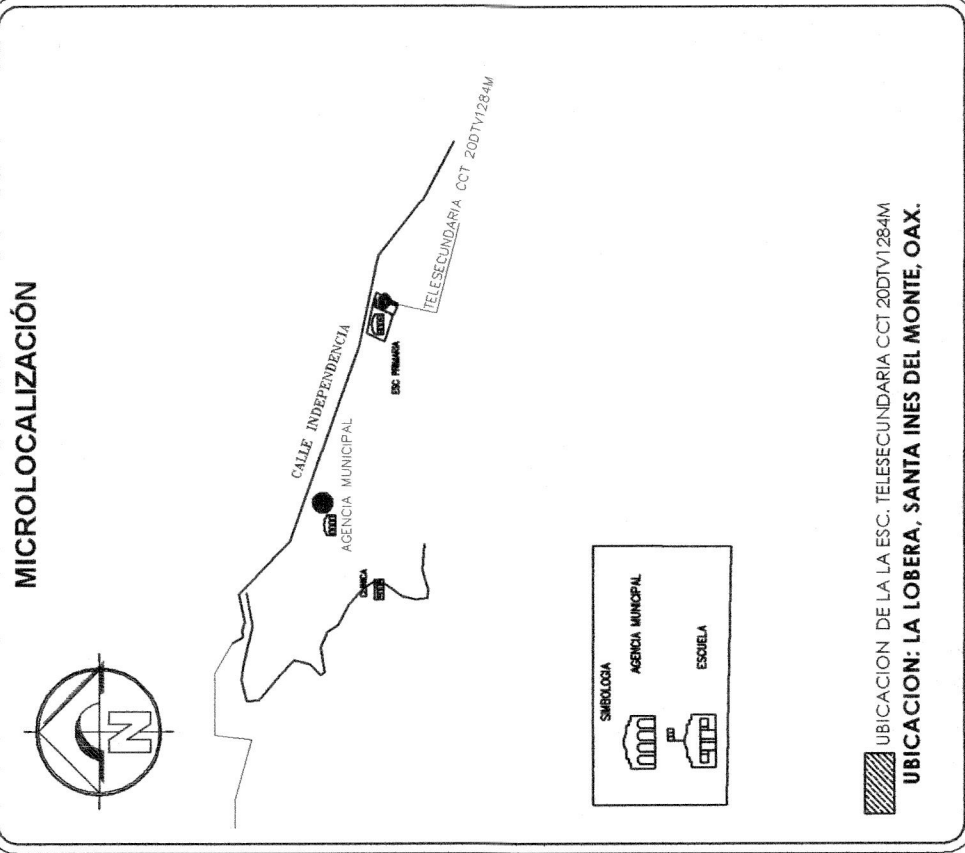 MICROLOCALIZACIÓN
N
CALLE INDEPENDENCIA
AGENCIA MUNICIPAL
CLINICA
ESC PRIMARIA
TELESECUNDARIA CCT 20DTV1284M
SIMBOLOGIA
AGENCIA MUNICIPAL
ESCUELA
UBICACION DE LA LA ESC. TELESECUNDARIA CCT 20DTV1284M
UBICACION: LA LOBERA, SANTA INES DEL MONTE, OAX.